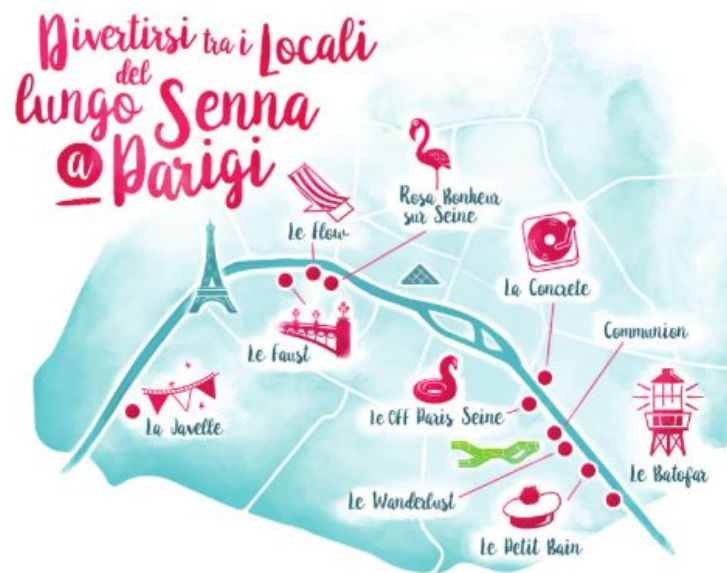 Divertirsi tra i Locali
del
lungo Senna
a Parigi
Rosa Bonheur
sur Seine
Le Flow
La Concrete
Communion
Le Faust
Le OFF Paris Seine
La Javelle
Le Batofar
Le Wanderlust
Le Petit Bain